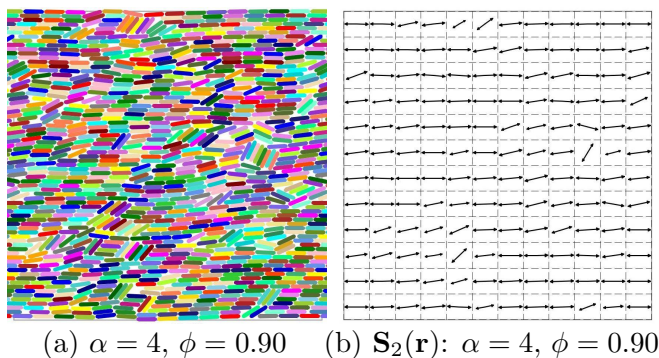 (a) α = 4, ϕ = 0.90 (b) S₂(r): α = 4, ϕ = 0.90